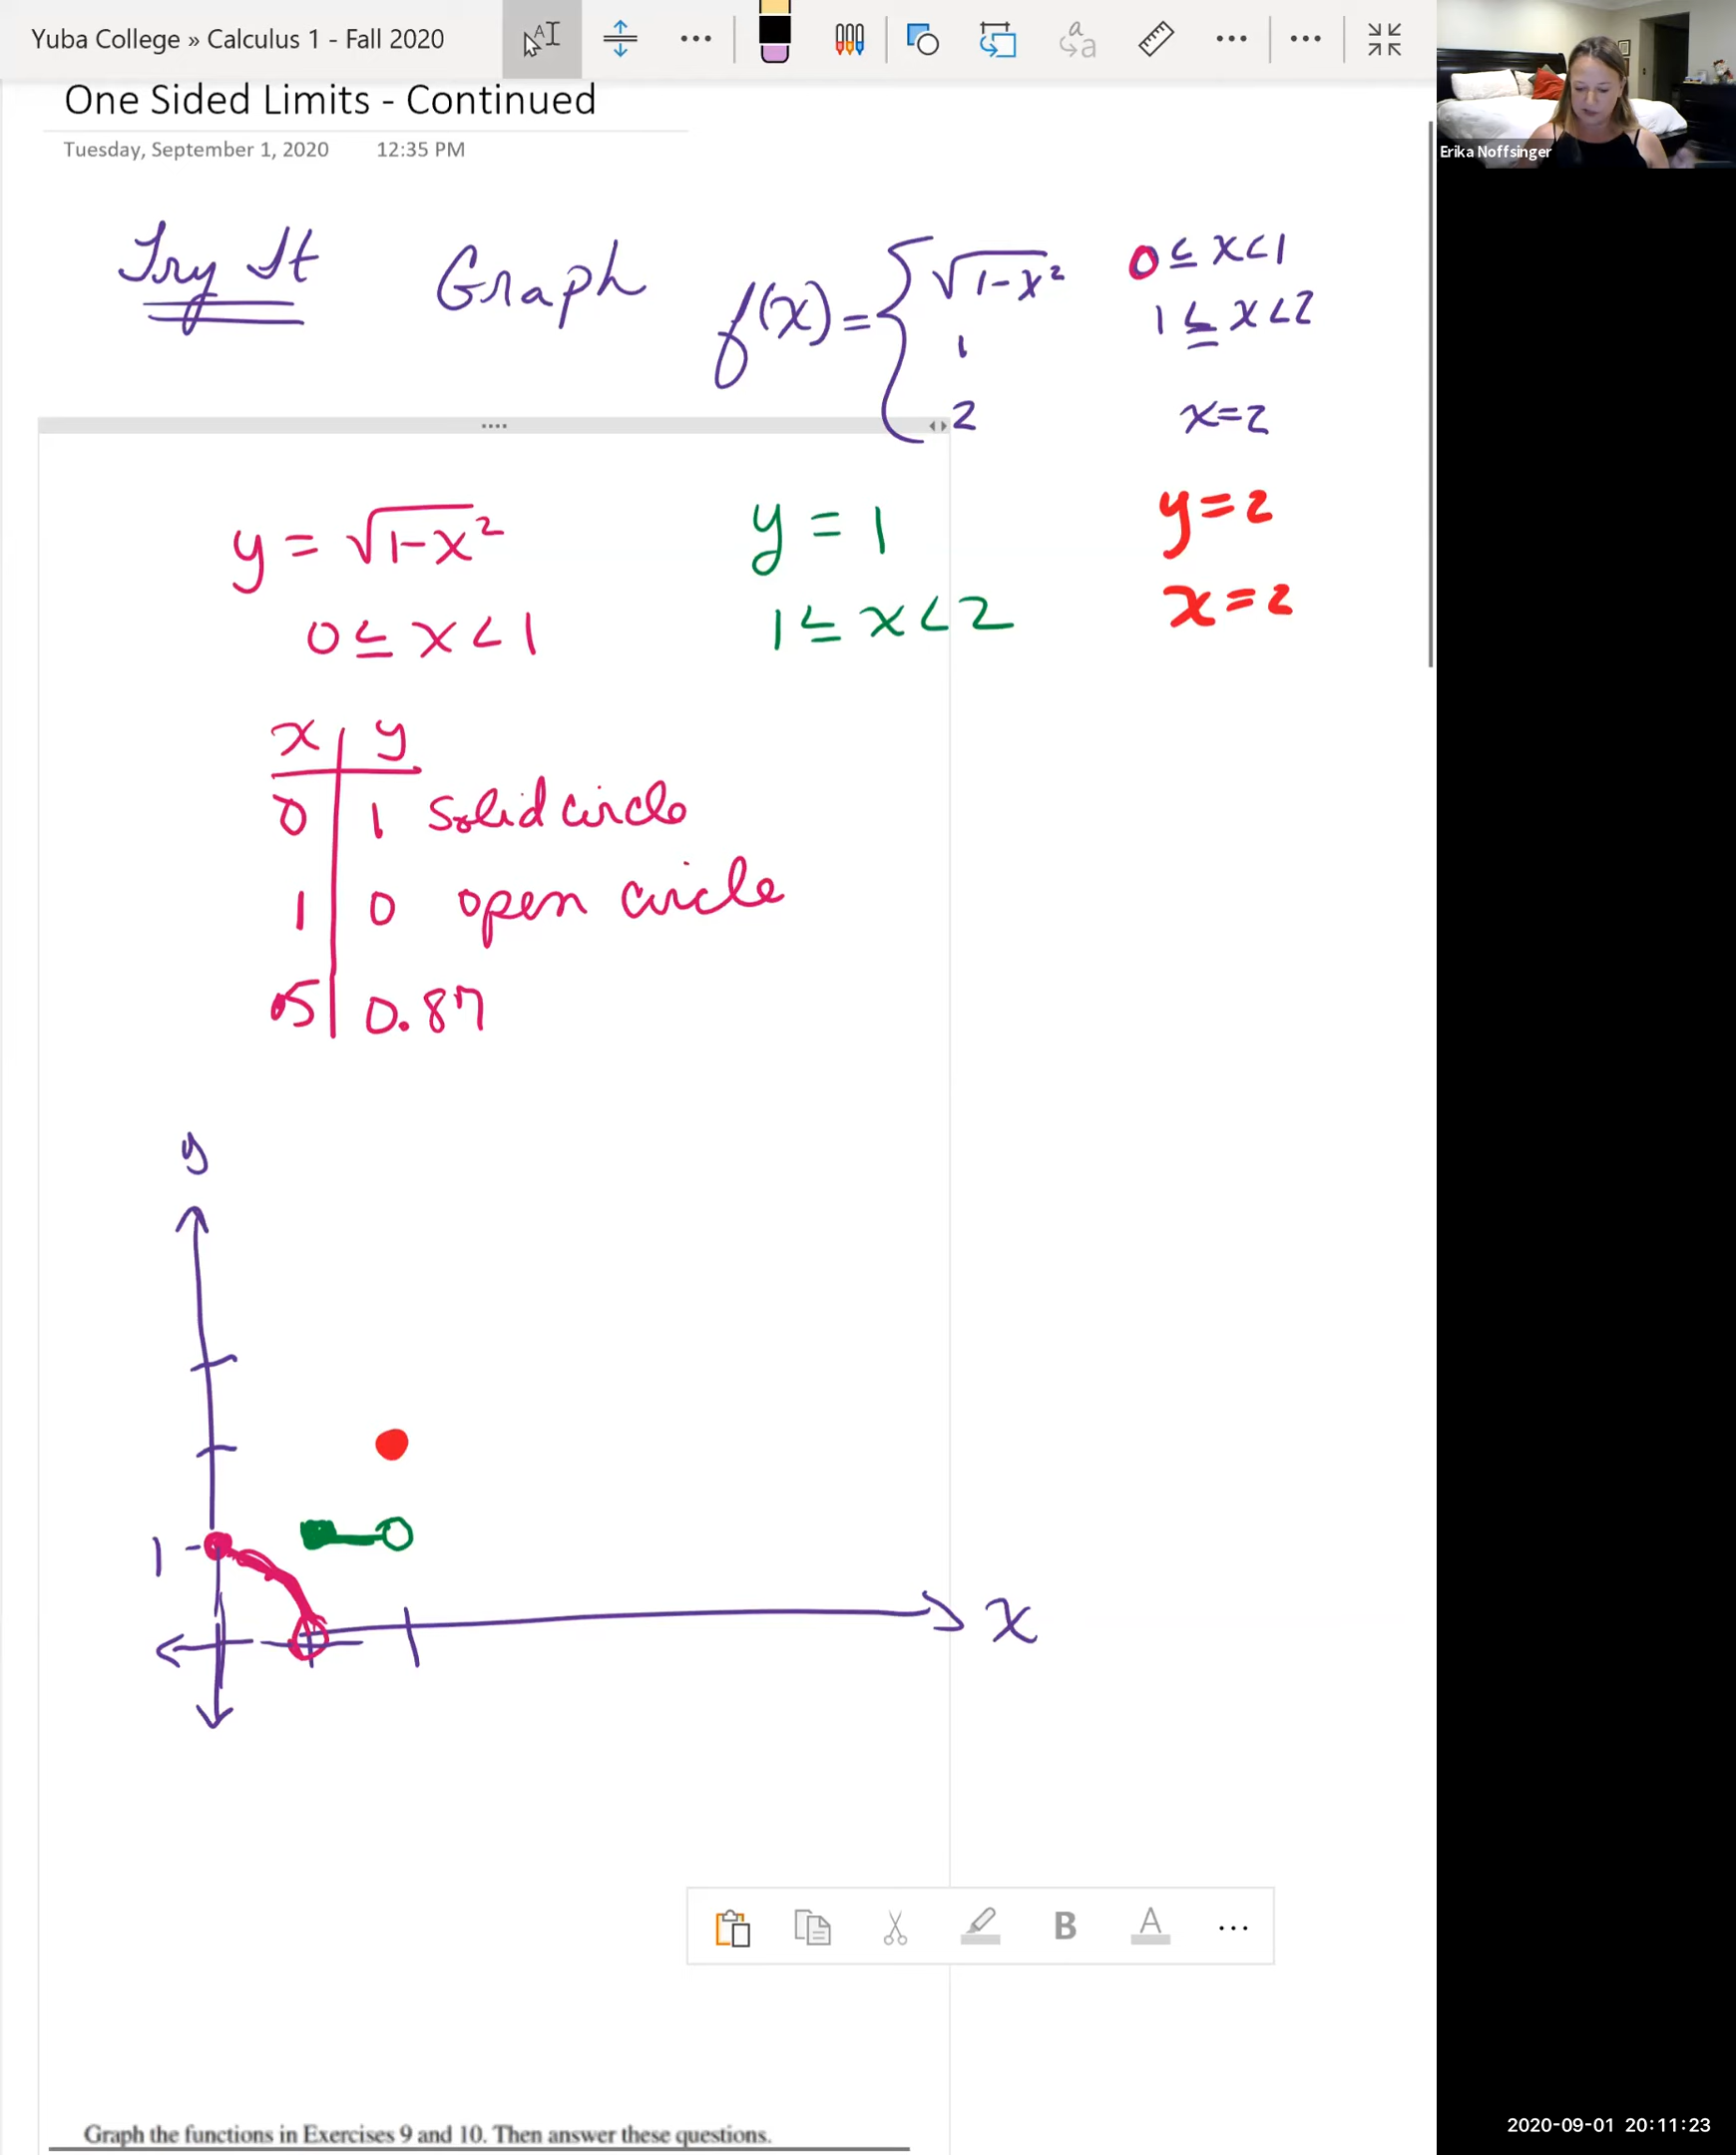 Yuba College » Calculus 1 - Fall 2020
One Sided Limits - Continued
Tuesday, September 1, 2020 12:35 PM
Erika Noffsinger
Try It Graph f(x) = { √1-x² 0 ≤ x < 1
1 1 ≤ x < 2
2 x = 2
y = √1-x² y = 1 y = 2
0 ≤ x < 1 1 ≤ x < 2 x = 2
x y
0 1 solid circle
1 0 open circle
.5 0.87
y
1
x
B A
Graph the functions in Exercises 9 and 10. Then answer these questions.
2020-09-01 20:11:23